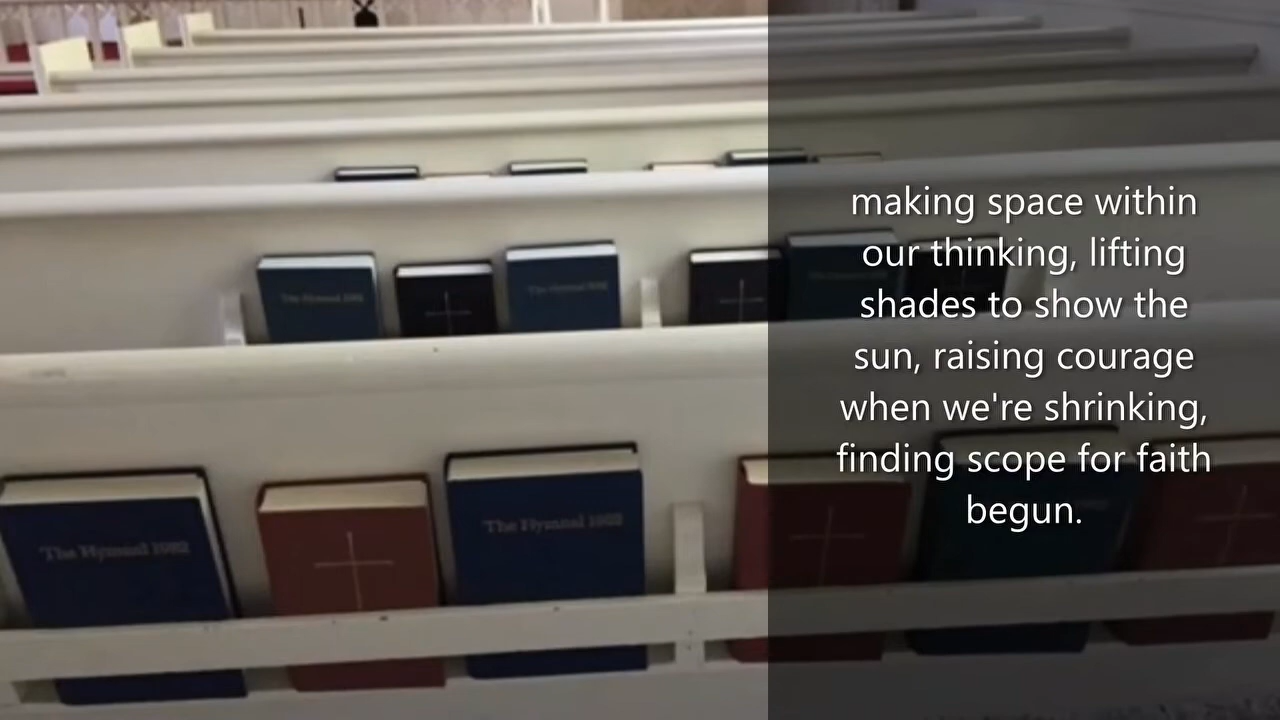 making space within
our thinking, lifting
shades to show the
sun, raising courage
when we're shrinking,
finding scope for faith
begun.
The Hymnal 1982
The Hymnal 1982
The Hymnal 1982
The Hymnal 1982